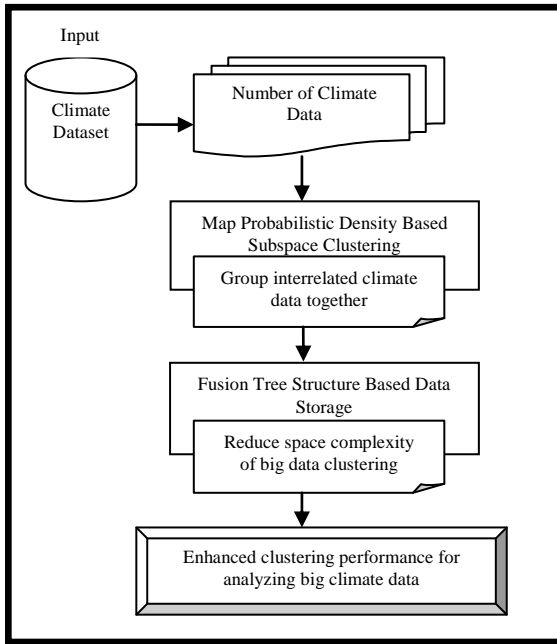 Input
Climate
Dataset
Number of Climate
Data
Map Probabilistic Density Based
Subspace Clustering
Group interrelated climate
data together
Fusion Tree Structure Based Data
Storage
Reduce space complexity
of big data clustering
Enhanced clustering performance for
analyzing big climate data